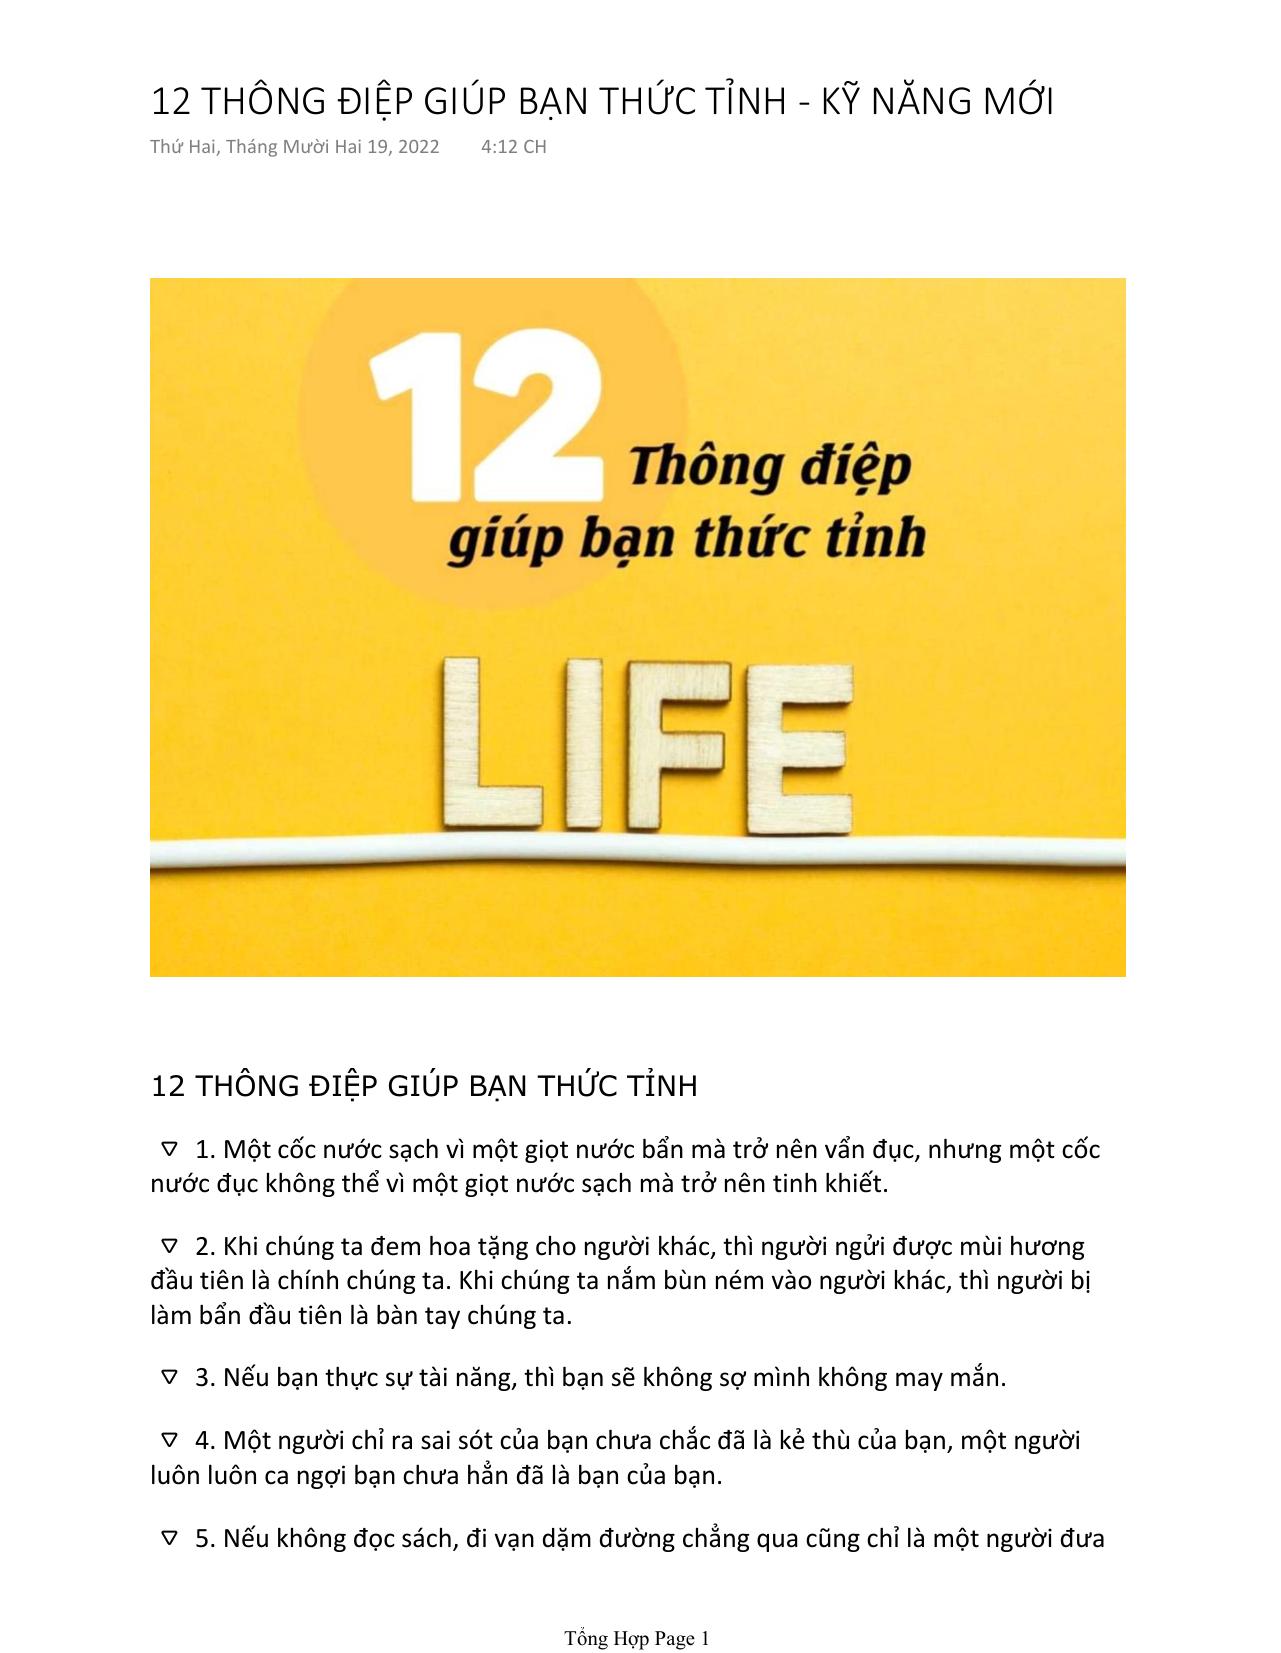 12 THÔNG ĐIỆP GIÚP BẠN THỨC TỈNH - KỸ NĂNG MỚI
Thứ Hai, Tháng Mười Hai 19, 2022 4:12 CH
12 Thông điệp
giúp bạn thức tỉnh
LIFE
12 THÔNG ĐIỆP GIÚP BẠN THỨC TỈNH
▽ 1. Một cốc nước sạch vì một giọt nước bẩn mà trở nên vẩn đục, nhưng một cốc
nước đục không thể vì một giọt nước sạch mà trở nên tinh khiết.
▽ 2. Khi chúng ta đem hoa tặng cho người khác, thì người ngửi được mùi hương
đầu tiên là chính chúng ta. Khi chúng ta nắm bùn ném vào người khác, thì người bị
làm bẩn đầu tiên là bàn tay chúng ta.
▽ 3. Nếu bạn thực sự tài năng, thì bạn sẽ không sợ mình không may mắn.
▽ 4. Một người chỉ ra sai sót của bạn chưa chắc đã là kẻ thù của bạn, một người
luôn luôn ca ngợi bạn chưa hẳn đã là bạn của bạn.
▽ 5. Nếu không đọc sách, đi vạn dặm đường chẳng qua cũng chỉ là một người đưa
Tổng Hợp Page 1